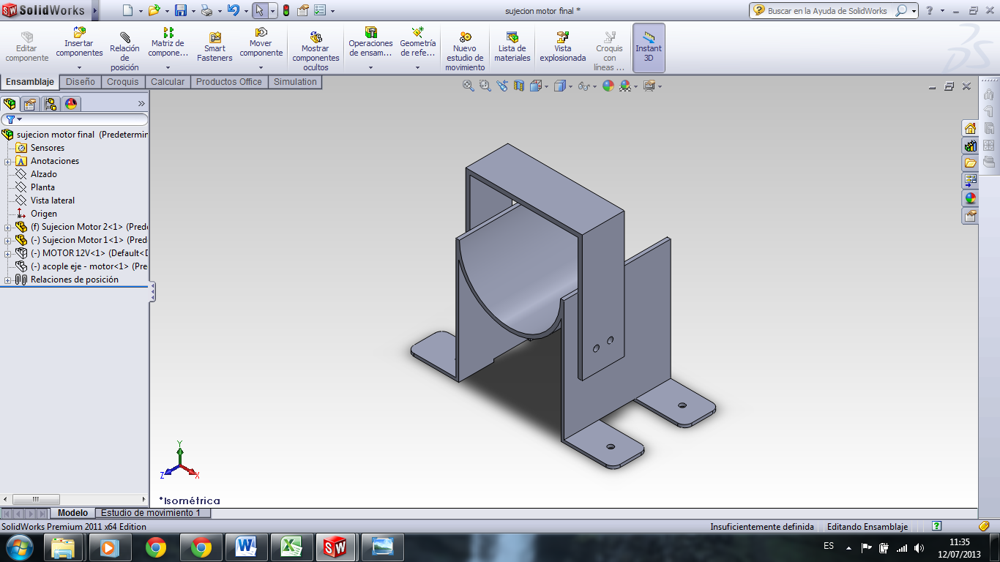 SolidWorks
sujecion motor final *
Buscar en la Ayuda de SolidWorks
Editar componente
Insertar componentes
Relación de posición
Matriz de compone...
Smart Fasteners
Mover componente
Mostrar componentes ocultos
Operaciones de ensam...
Geometría de refe...
Nuevo estudio de movimiento
Lista de materiales
Vista explosionada
Croquis con líneas ...
Instant 3D
Ensamblaje Diseño Croquis Calcular Products Office Simulation
sujecion motor final (Predetermin
Sensores
Anotaciones
Alzado
Planta
Vista lateral
Origen
(f) Sujecion Motor 2<1> (Pred
(-) Sujecion Motor 1<1> (Pred
(-) MOTOR 12V<1> (Default<D
(-) acople eje - motor<1> (Pre
Relaciones de posición
Y
Z
X
*Isométrica
Modelo Estudio de movimiento 1
SolidWorks Premium 2011 x64 Edition
Insuficientemente definida Editando Ensamblaje
ES
11:35
12/07/2013